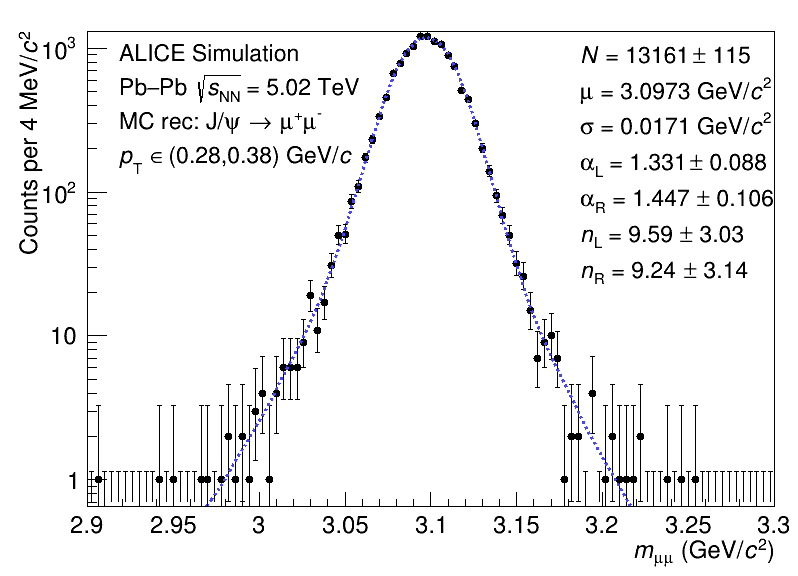 ALICE Simulation
Pb–Pb √s_NN = 5.02 TeV
MC rec: J/ψ → μ⁺μ⁻
p_T ∈ (0.28,0.38) GeV/c
N = 13161 ± 115
μ = 3.0973 GeV/c²
σ = 0.0171 GeV/c²
α_L = 1.331 ± 0.088
α_R = 1.447 ± 0.106
n_L = 9.59 ± 3.03
n_R = 9.24 ± 3.14
Counts per 4 MeV/c²
10³
10²
10
1
2.9 2.95 3 3.05 3.1 3.15 3.2 3.25 3.3
m_μμ (GeV/c²)